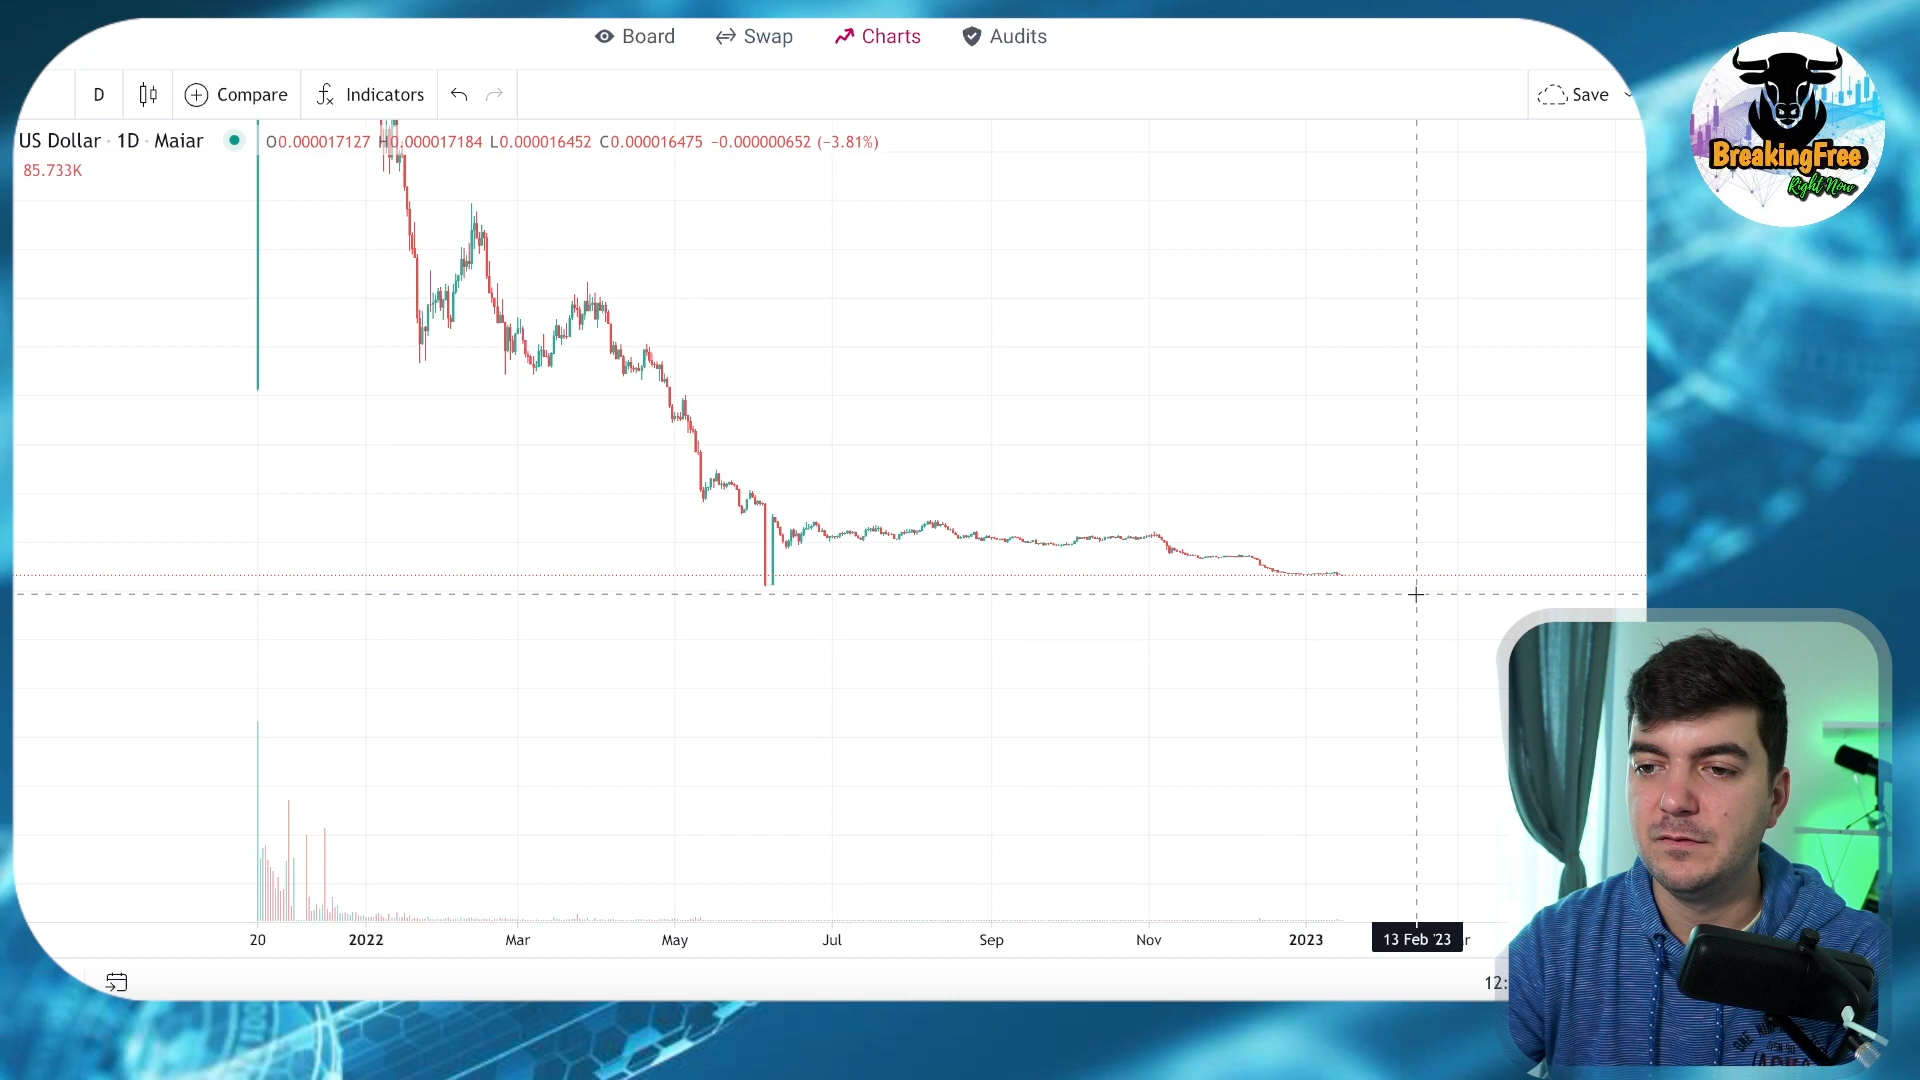 Board Swap Charts Audits
D Compare Indicators Save
US Dollar · 1D · Maiar O0.000017127 H0.000017184 L0.000016452 C0.000016475 −0.000000652 (−3.81%)
85.733K
BreakingFree
Right Now
20 2022 Mar May Jul Sep Nov 2023 13 Feb '23
12: